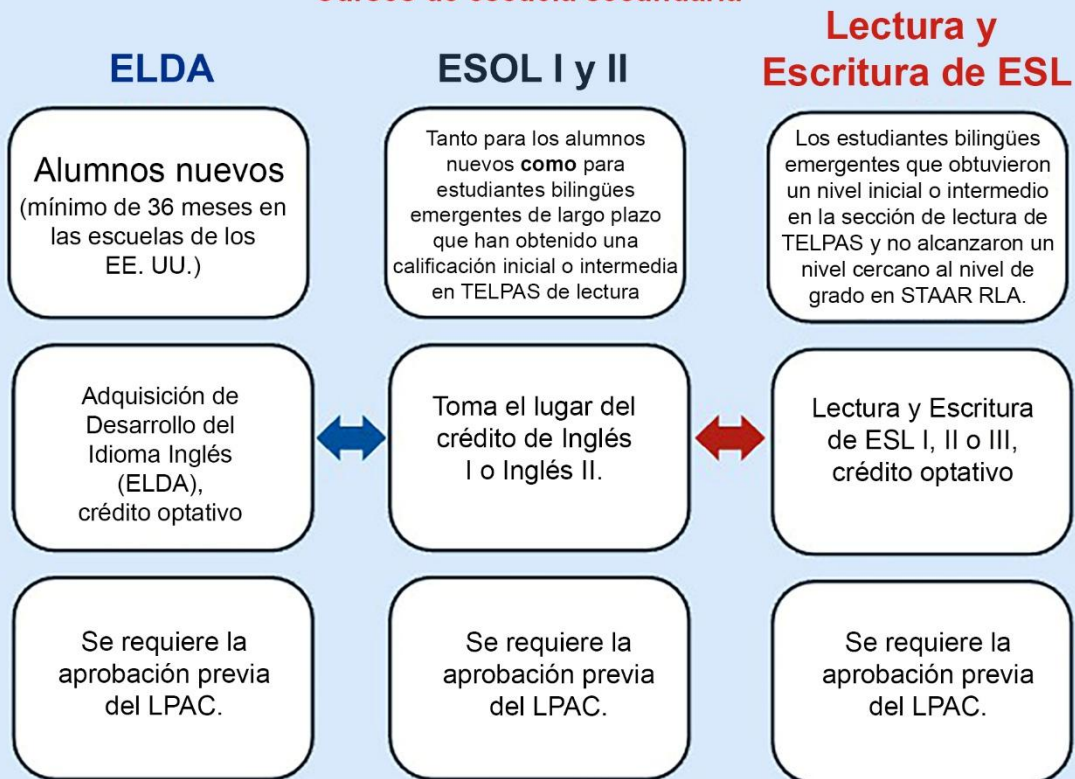 Cursos de escuela secundaria
ELDA
ESOL I y II
Lectura y
Escritura de ESL
Alumnos nuevos
(mínimo de 36 meses en
las escuelas de los
EE. UU.)
Tanto para los alumnos
nuevos como para
estudiantes bilingües
emergentes de largo plazo
que han obtenido una
calificación inicial o intermedia
en TELPAS de lectura
Los estudiantes bilingües
emergentes que obtuvieron
un nivel inicial o intermedio
en la sección de lectura de
TELPAS y no alcanzaron un
nivel cercano al nivel de
grado en STAAR RLA.
Adquisición de
Desarrollo del
Idioma Inglés
(ELDA),
crédito optativo
Toma el lugar del
crédito de Inglés
I o Inglés II.
Lectura y Escritura
de ESL I, II o III,
crédito optativo
Se requiere la
aprobación previa
del LPAC.
Se requiere la
aprobación previa
del LPAC.
Se requiere la
aprobación previa
del LPAC.